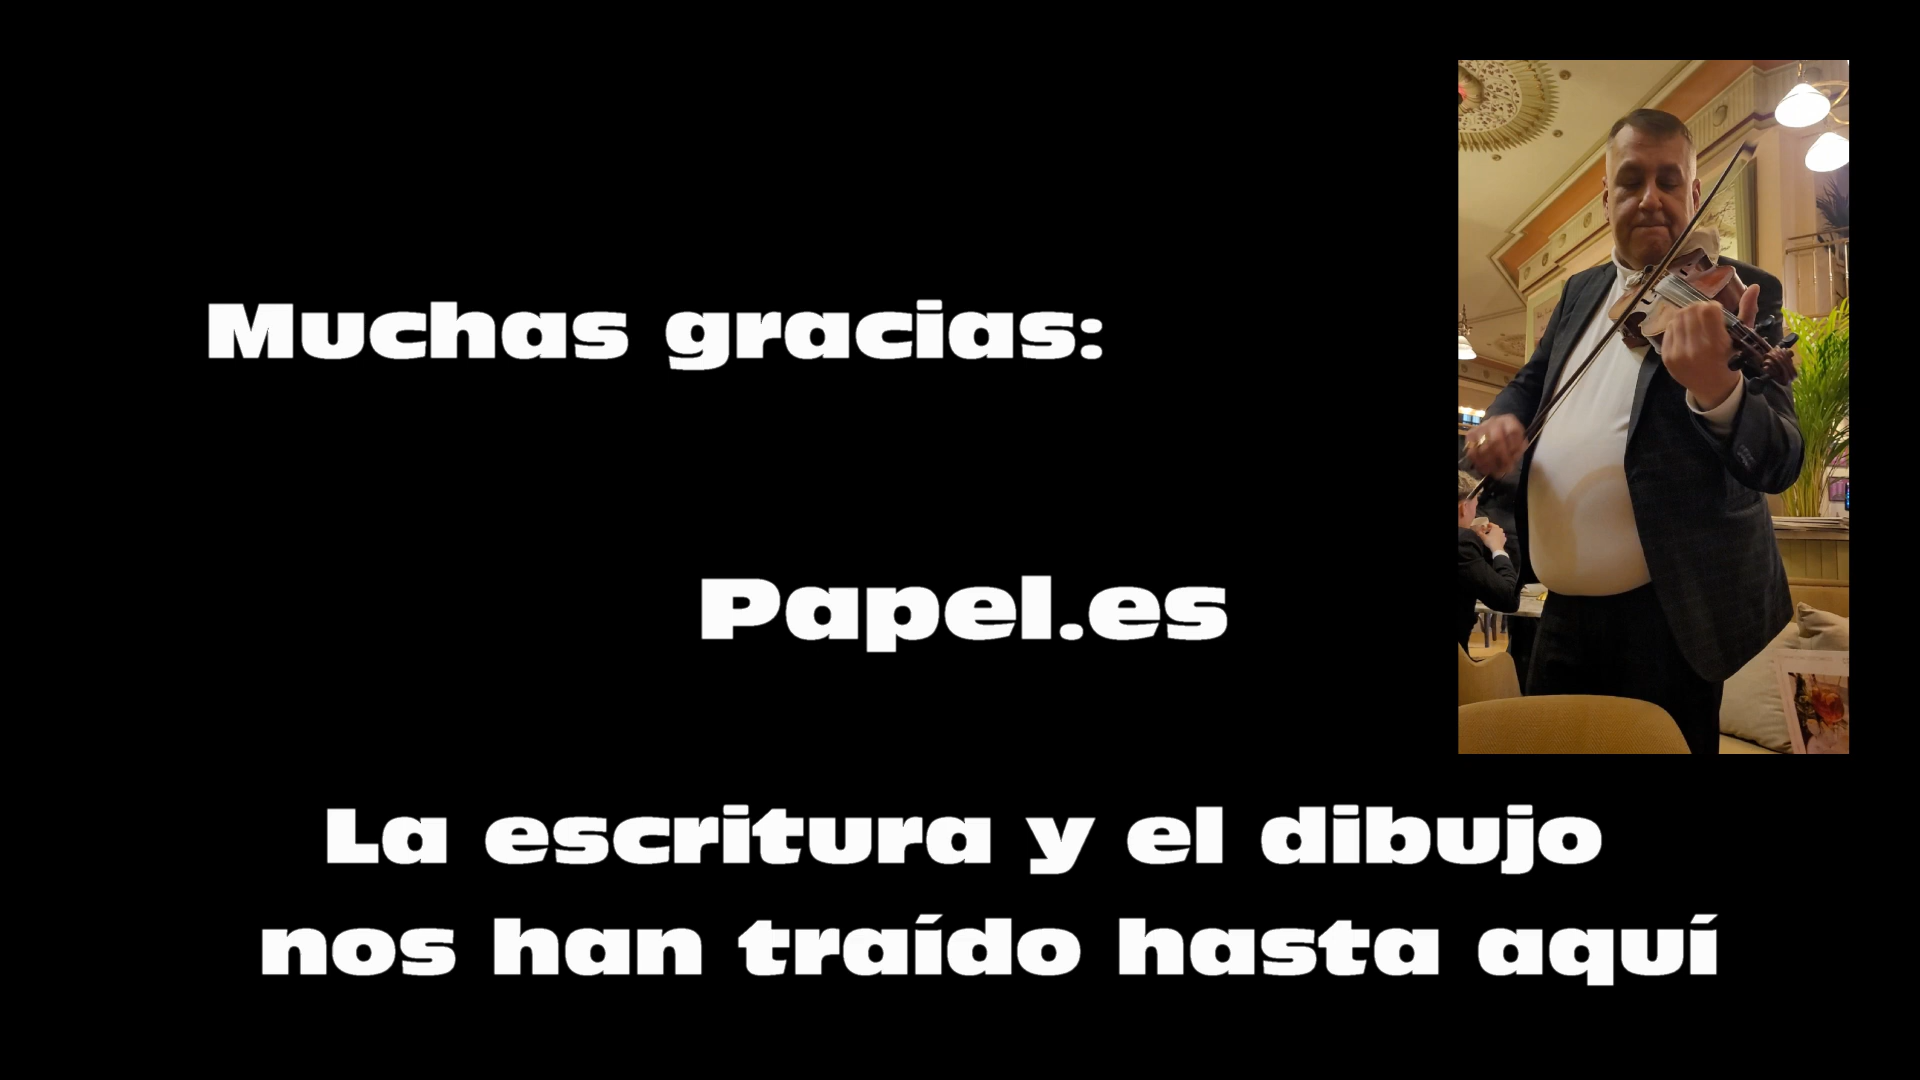 Muchas gracias:
Papel.es
La escritura y el dibujo
nos han traído hasta aquí